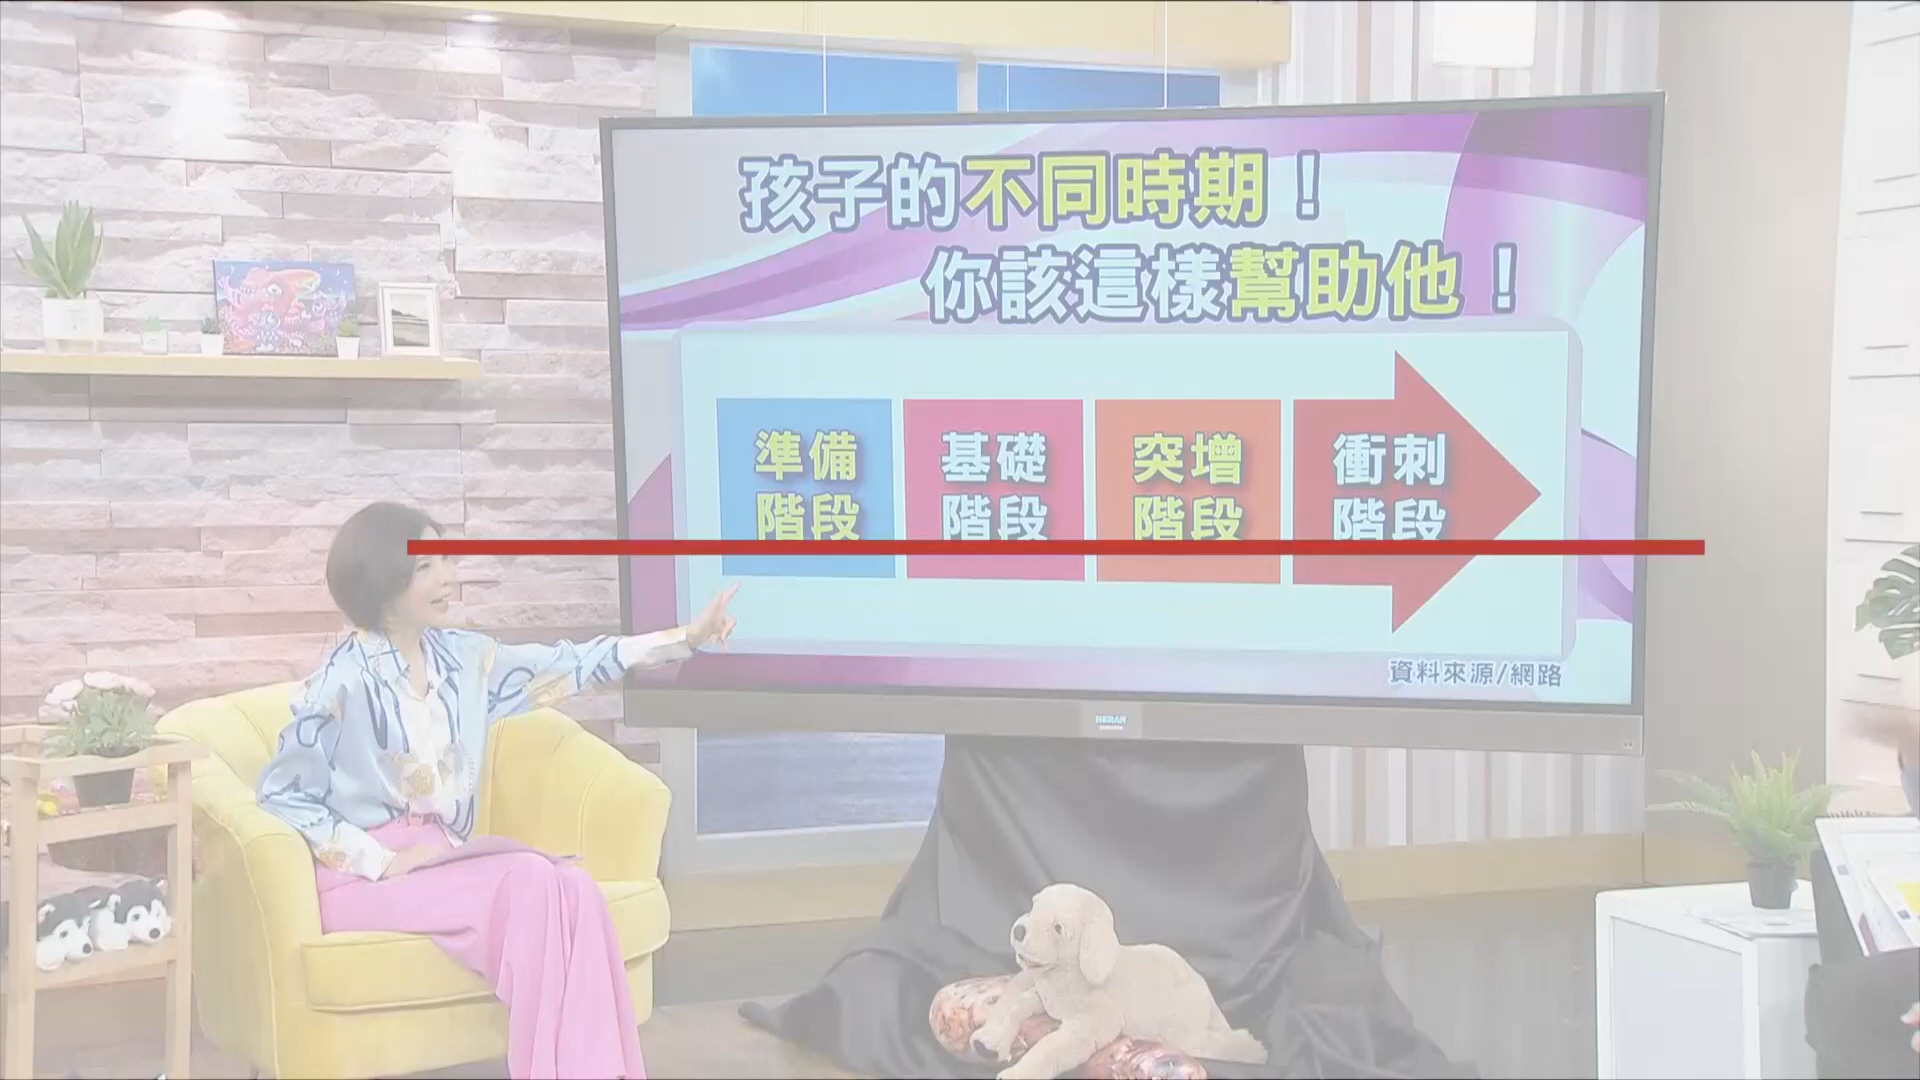 孩子的不同時期！
你該這樣幫助他！
準備
階段
基礎
階段
突增
階段
衝刺
階段
資料來源/網路
HERAN